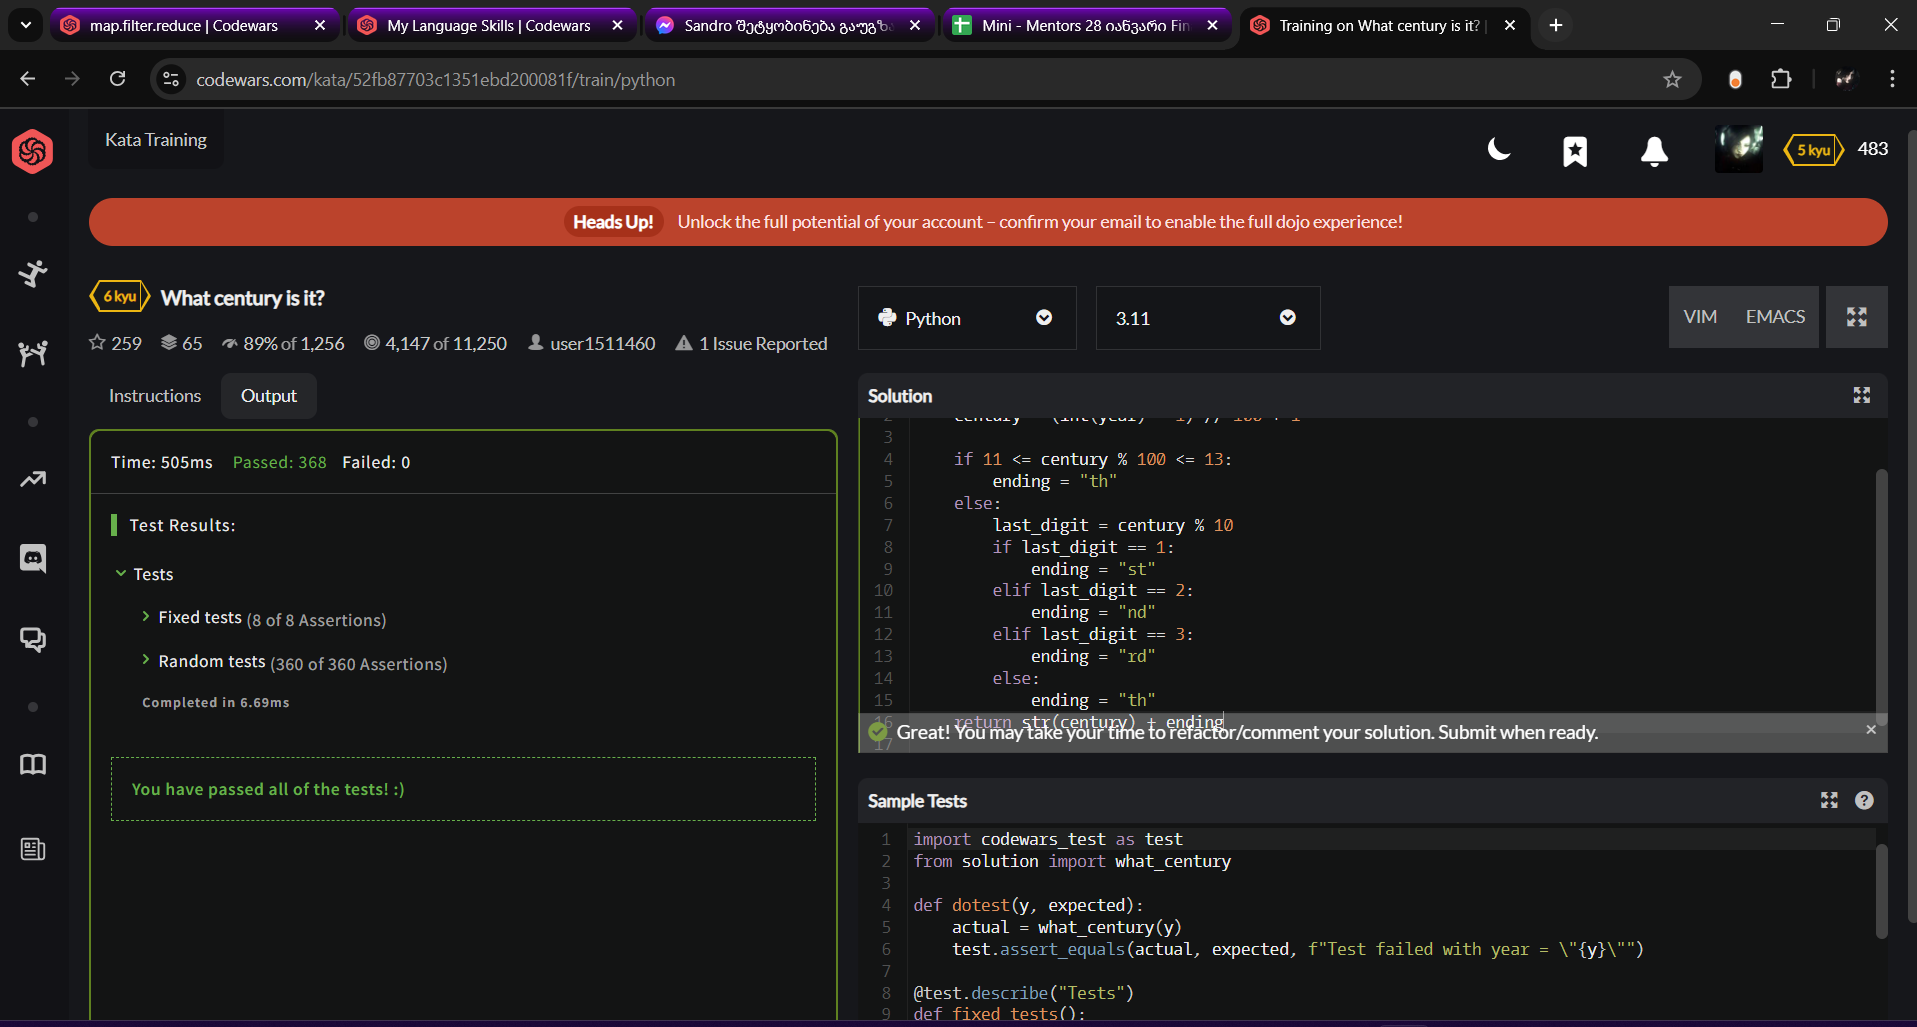 map.filter.reduce | Codewars
My Language Skills | Codewars
Sandro შეტყობინება
Mini - Mentors 28 იანვარი Fin
Training on What century is it? |
codewars.com/kata/52fb87703c1351ebd200081f/train/python
Kata Training
5 kyu
483
Heads Up! Unlock the full potential of your account – confirm your email to enable the full dojo experience!
6 kyu What century is it?
259 65 89% of 1,256 4,147 of 11,250 user1511460 1 Issue Reported
Python
3.11
VIM EMACS
Instructions
Output
Time: 505ms Passed: 368 Failed: 0
Test Results:
Tests
Fixed tests (8 of 8 Assertions)
Random tests (360 of 360 Assertions)
Completed in 6.69ms
You have passed all of the tests! :)
Solution
2 century = (int(year) - 1) // 100 + 1
3
4 if 11 <= century % 100 <= 13:
5 ending = "th"
6 else:
7 last_digit = century % 10
8 if last_digit == 1:
9 ending = "st"
10 elif last_digit == 2:
11 ending = "nd"
12 elif last_digit == 3:
13 ending = "rd"
14 else:
15 ending = "th"
16 return str(century) + ending
17
Great! You may take your time to refactor/comment your solution. Submit when ready.
Sample Tests
1 import codewars_test as test
2 from solution import what_century
3
4 def dotest(y, expected):
5 actual = what_century(y)
6 test.assert_equals(actual, expected, f"Test failed with year = \"{y}\"")
7
8 @test.describe("Tests")
9 def fixed_tests():